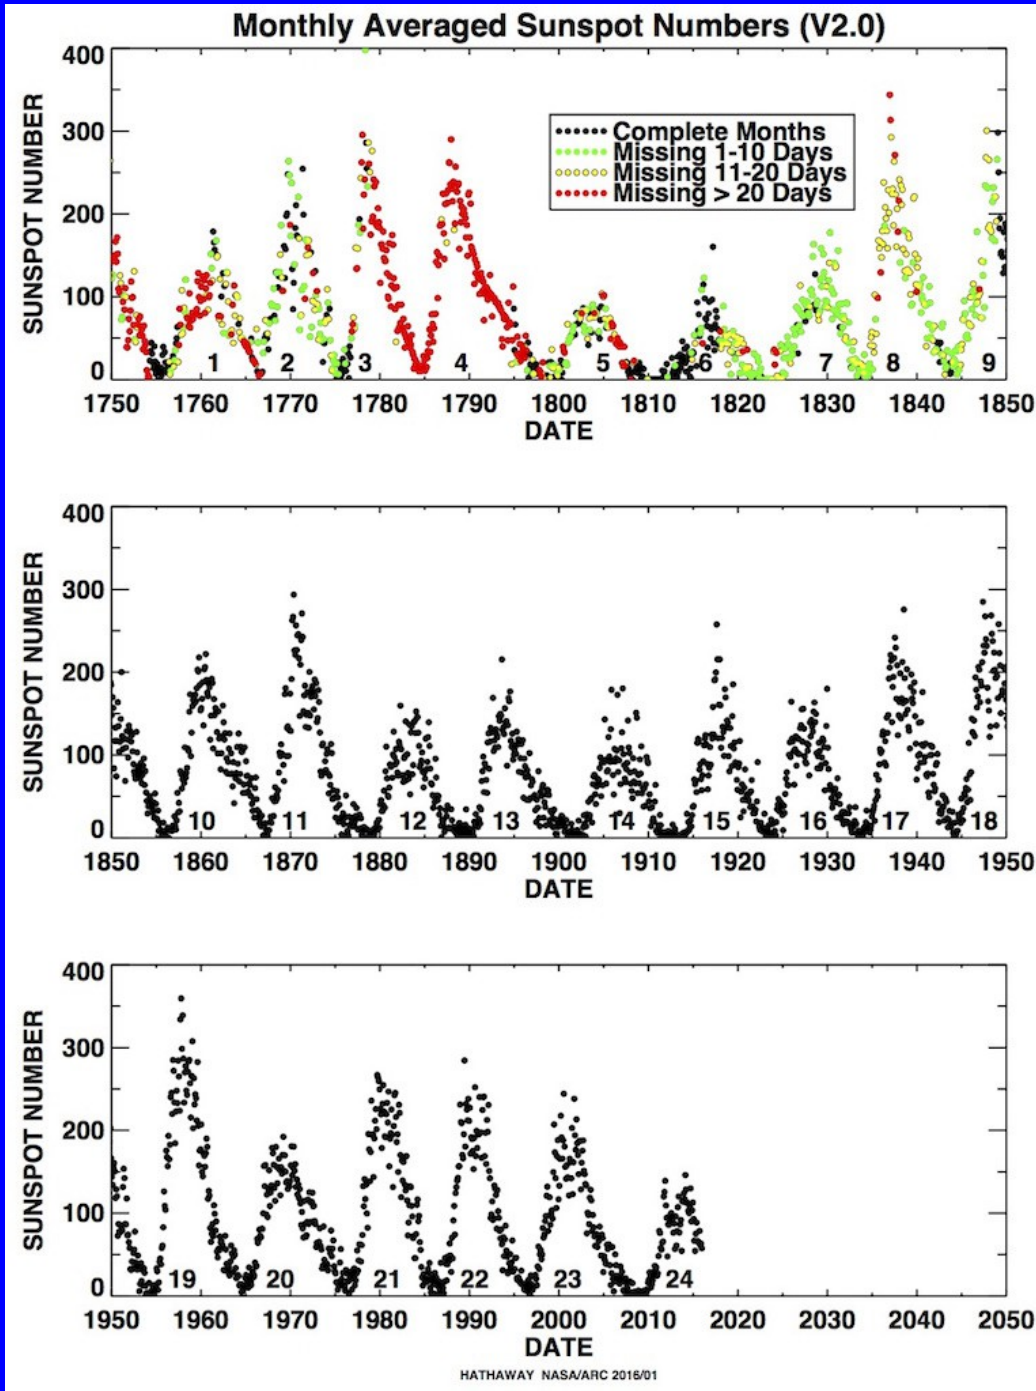 Monthly Averaged Sunspot Numbers (V2.0)
400
300
200
100
0
SUNSPOT NUMBER
Complete Months
Missing 1-10 Days
Missing 11-20 Days
Missing > 20 Days
1 2 3 4 5 6 7 8 9
1750 1760 1770 1780 1790 1800 1810 1820 1830 1840 1850
DATE
400
300
200
100
0
SUNSPOT NUMBER
10 11 12 13 14 15 16 17 18
1850 1860 1870 1880 1890 1900 1910 1920 1930 1940 1950
DATE
400
300
200
100
0
SUNSPOT NUMBER
19 20 21 22 23 24
1950 1960 1970 1980 1990 2000 2010 2020 2030 2040 2050
DATE
HATHAWAY NASA/ARC 2016/01